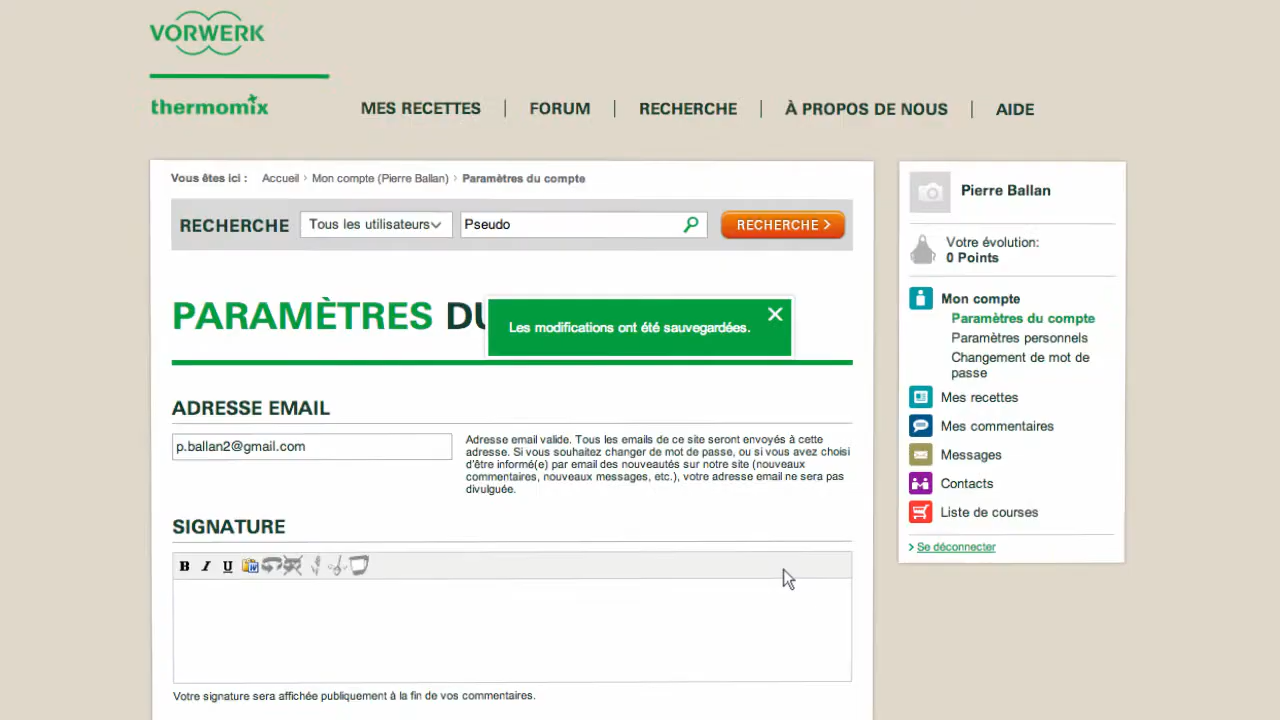 VORWERK
thermomix
MES RECETTES | FORUM | RECHERCHE | À PROPOS DE NOUS | AIDE
Vous êtes ici : Accueil › Mon compte (Pierre Ballan) › Paramètres du compte
RECHERCHE Tous les utilisateurs Pseudo RECHERCHE >
PARAMÈTRES DU
Les modifications ont été sauvegardées.
ADRESSE EMAIL
p.ballan2@gmail.com
Adresse email valide. Tous les emails de ce site seront envoyés à cette
adresse. Si vous souhaitez changer de mot de passe, ou si vous avez choisi
d'être informé(e) par email des nouveautés sur notre site (nouveaux
commentaires, nouveaux messages, etc.), votre adresse email ne sera pas
divulguée.
SIGNATURE
B I U
Votre signature sera affichée publiquement à la fin de vos commentaires.
Pierre Ballan
Votre évolution:
0 Points
Mon compte
Paramètres du compte
Paramètres personnels
Changement de mot de
passe
Mes recettes
Mes commentaires
Messages
Contacts
Liste de courses
> Se déconnecter